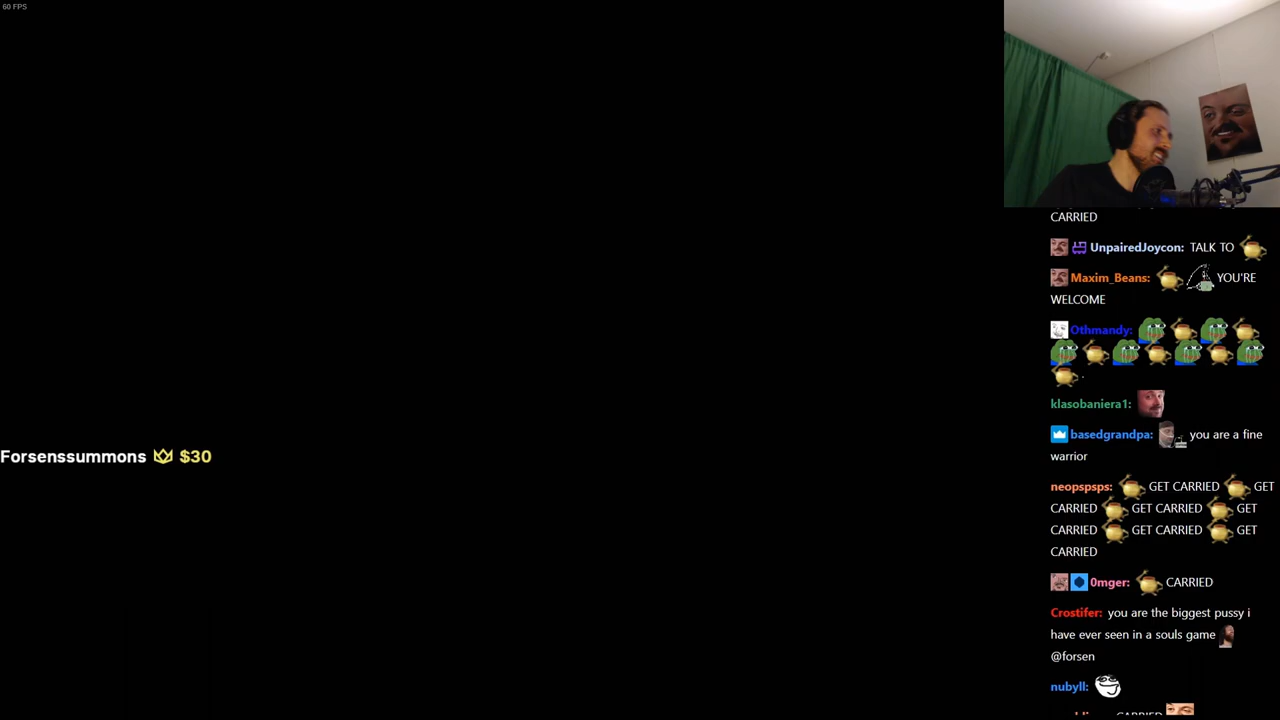 60 FPS
CARRIED
UnpairedJoycon: TALK TO
Maxim_Beans: YOU'RE
WELCOME
Othmandy:
.
klasobaniera1:
basedgrandpa: you are a fine
warrior
Forsenssummons $30
neopspsps: GET CARRIED GET
CARRIED GET CARRIED GET
CARRIED GET CARRIED GET
CARRIED
0mger: CARRIED
Crostifer: you are the biggest pussy i
have ever seen in a souls game
@forsen
nubyll:
CARRIED